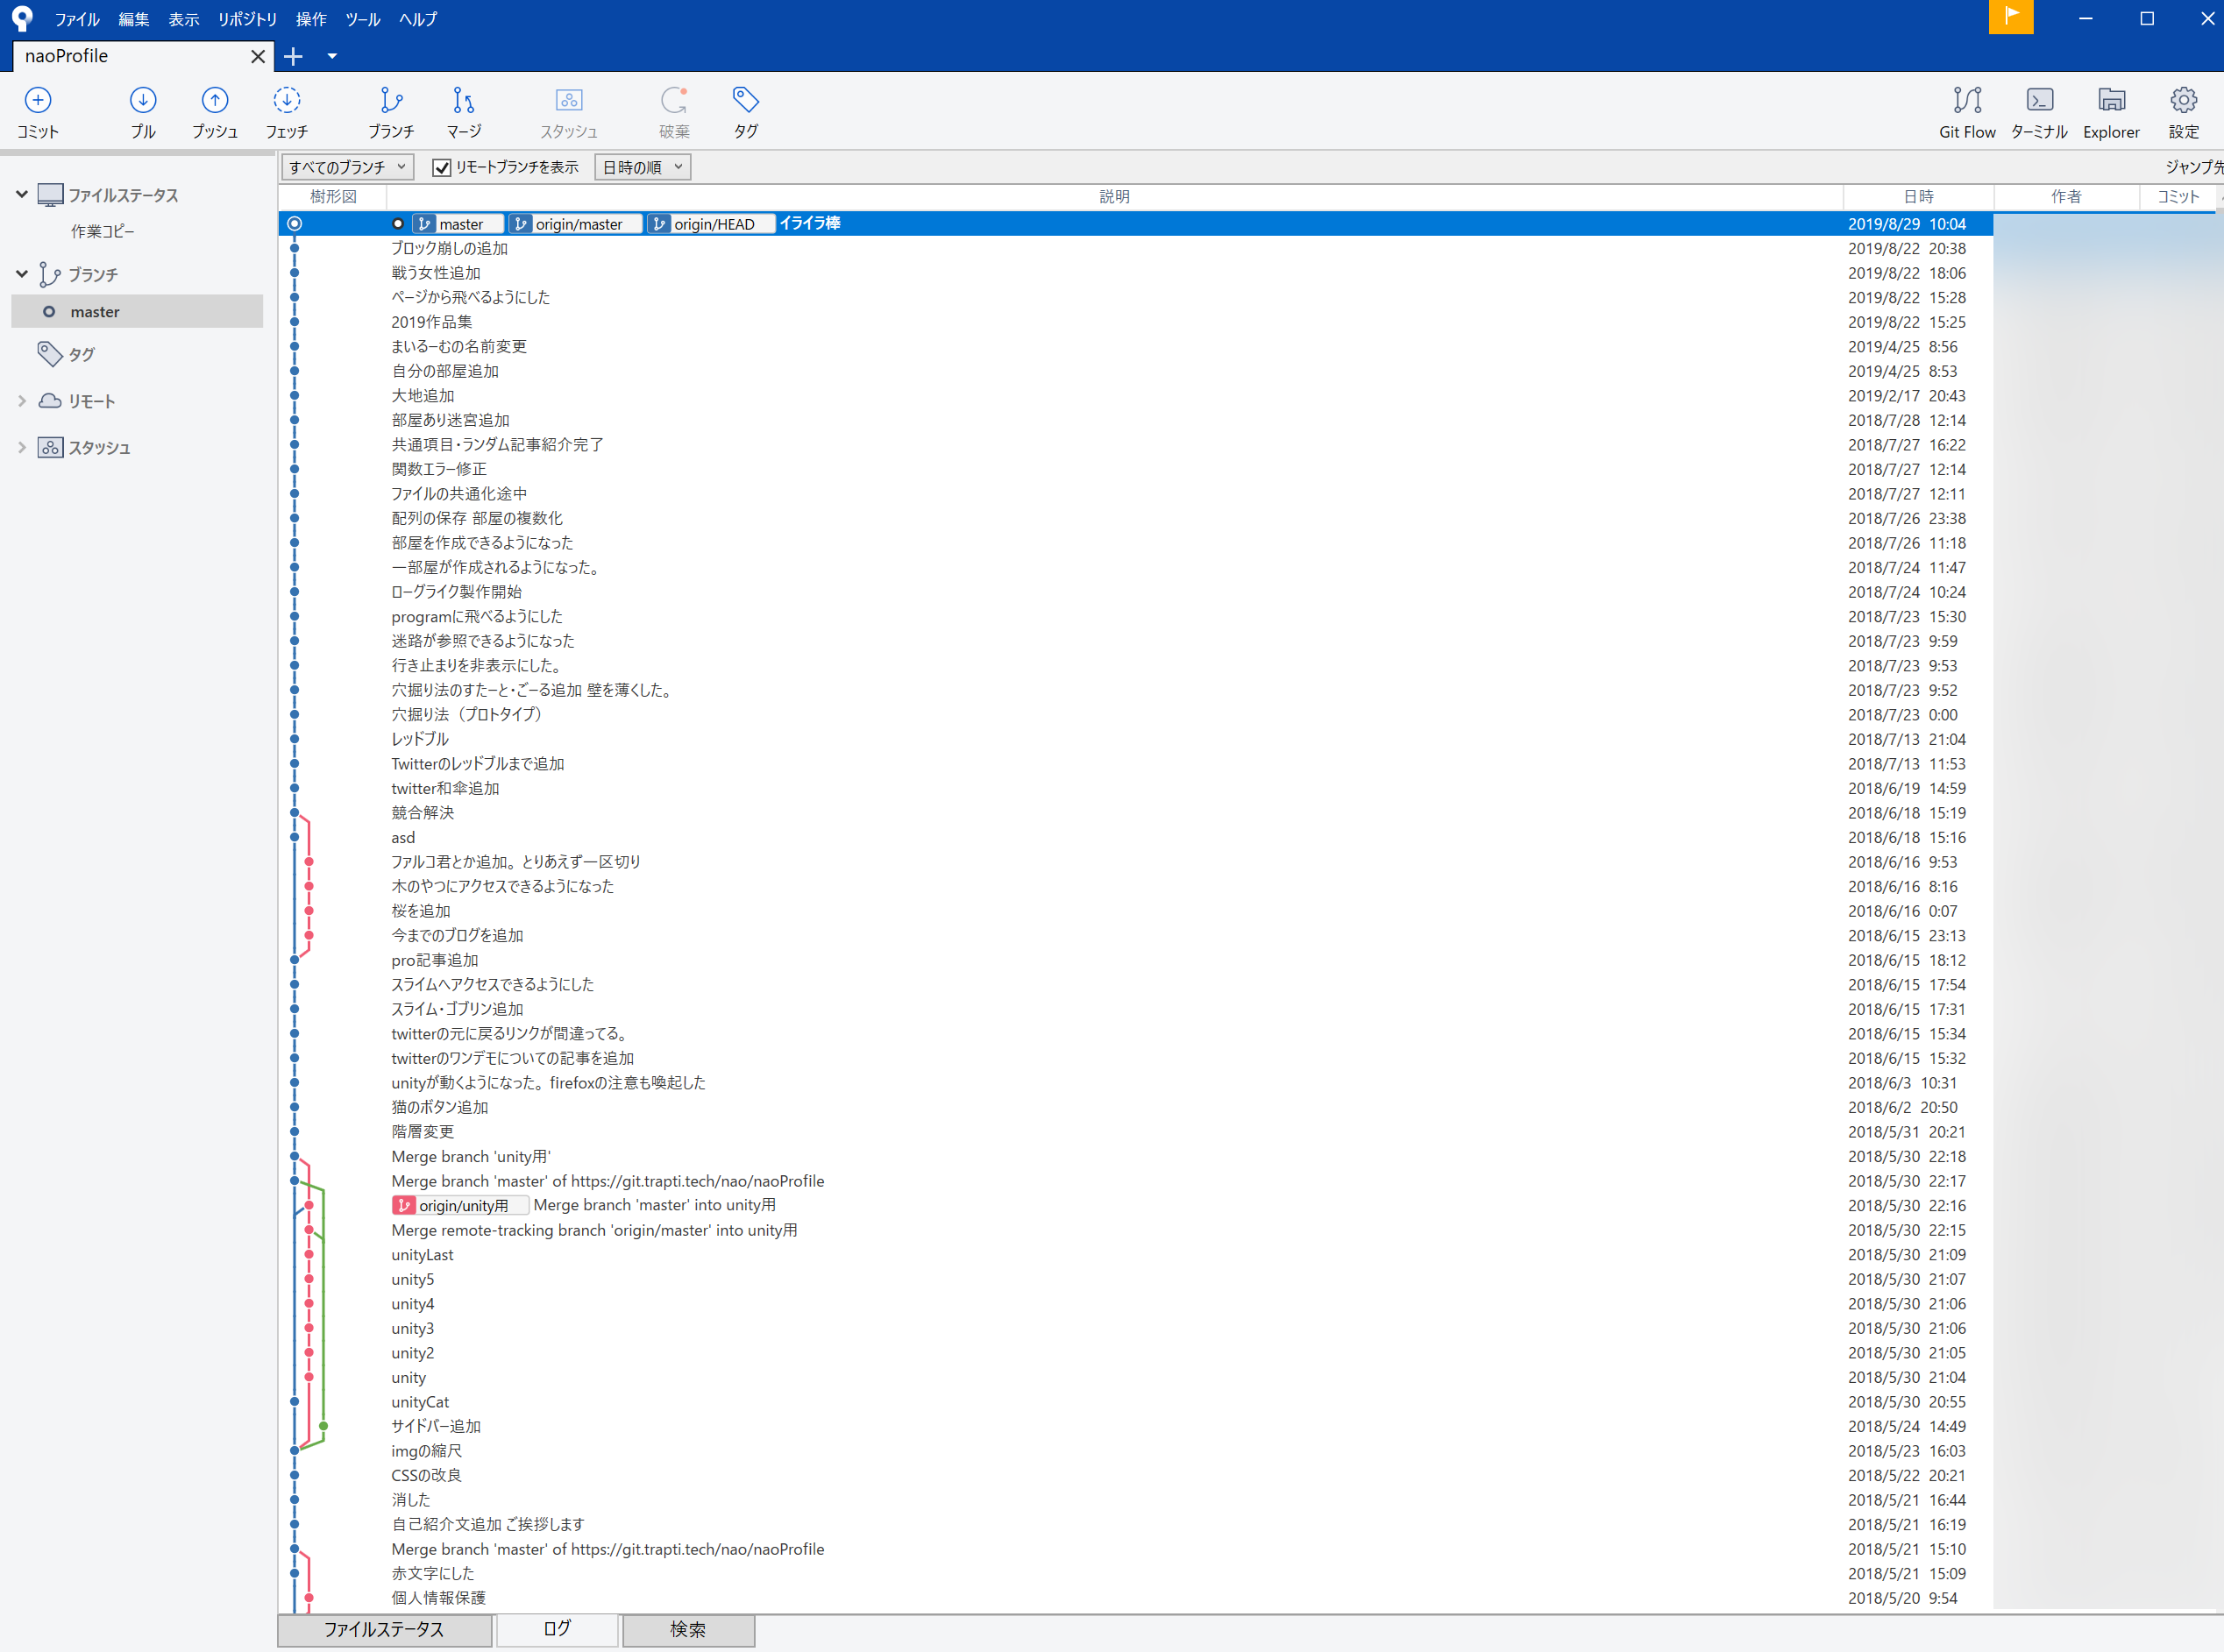 ファイル 編集 表示 リポジトリ 操作 ツール ヘルプ
naoProfile
コミット プル プッシュ フェッチ ブランチ マージ スタッシュ 破棄 タグ Git Flow ターミナル Explorer 設定
すべてのブランチ リモートブランチを表示 日時の順 ジャンプ先
ファイルステータス
作業コピー
ブランチ
master
タグ
リモート
スタッシュ
樹形図 説明 日時 作者 コミット
master origin/master origin/HEAD イライラ棒 2019/8/29 10:04
ブロック崩しの追加 2019/8/22 20:38
戦う女性追加 2019/8/22 18:06
ページから飛べるようにした 2019/8/22 15:28
2019作品集 2019/8/22 15:25
まいるーむの名前変更 2019/4/25 8:56
自分の部屋追加 2019/4/25 8:53
大地追加 2019/2/17 20:43
部屋あり迷宮追加 2018/7/28 12:14
共通項目・ランダム記事紹介完了 2018/7/27 16:22
関数エラー修正 2018/7/27 12:14
ファイルの共通化途中 2018/7/27 12:11
配列の保存 部屋の複数化 2018/7/26 23:38
部屋を作成できるようになった 2018/7/26 11:18
一部屋が作成されるようになった。 2018/7/24 11:47
ローグライク製作開始 2018/7/24 10:24
programに飛べるようにした 2018/7/23 15:30
迷路が参照できるようになった 2018/7/23 9:59
行き止まりを非表示にした。 2018/7/23 9:53
穴掘り法のすたーと・ごーる追加 壁を薄くした。 2018/7/23 9:52
穴掘り法（プロトタイプ） 2018/7/23 0:00
レッドブル 2018/7/13 21:04
Twitterのレッドブルまで追加 2018/7/13 11:53
twitter和傘追加 2018/6/19 14:59
競合解決 2018/6/18 15:19
asd 2018/6/18 15:16
ファルコ君とか追加。とりあえず一区切り 2018/6/16 9:53
木のやつにアクセスできるようになった 2018/6/16 8:16
桜を追加 2018/6/16 0:07
今までのブログを追加 2018/6/15 23:13
pro記事追加 2018/6/15 18:12
スライムへアクセスできるようにした 2018/6/15 17:54
スライム・ゴブリン追加 2018/6/15 17:31
twitterの元に戻るリンクが間違ってる。 2018/6/15 15:34
twitterのワンデモについての記事を追加 2018/6/15 15:32
unityが動くようになった。firefoxの注意も喚起した 2018/6/3 10:31
猫のボタン追加 2018/6/2 20:50
階層変更 2018/5/31 20:21
Merge branch 'unity用' 2018/5/30 22:18
Merge branch 'master' of https://git.trapti.tech/nao/naoProfile 2018/5/30 22:17
origin/unity用 Merge branch 'master' into unity用 2018/5/30 22:16
Merge remote-tracking branch 'origin/master' into unity用 2018/5/30 22:15
unityLast 2018/5/30 21:09
unity5 2018/5/30 21:07
unity4 2018/5/30 21:06
unity3 2018/5/30 21:06
unity2 2018/5/30 21:05
unity 2018/5/30 21:04
unityCat 2018/5/30 20:55
サイドバー追加 2018/5/24 14:49
imgの縮尺 2018/5/23 16:03
CSSの改良 2018/5/22 20:21
消した 2018/5/21 16:44
自己紹介文追加 ご挨拶します 2018/5/21 16:19
Merge branch 'master' of https://git.trapti.tech/nao/naoProfile 2018/5/21 15:10
赤文字にした 2018/5/21 15:09
個人情報保護 2018/5/20 9:54
ファイルステータス ログ 検索